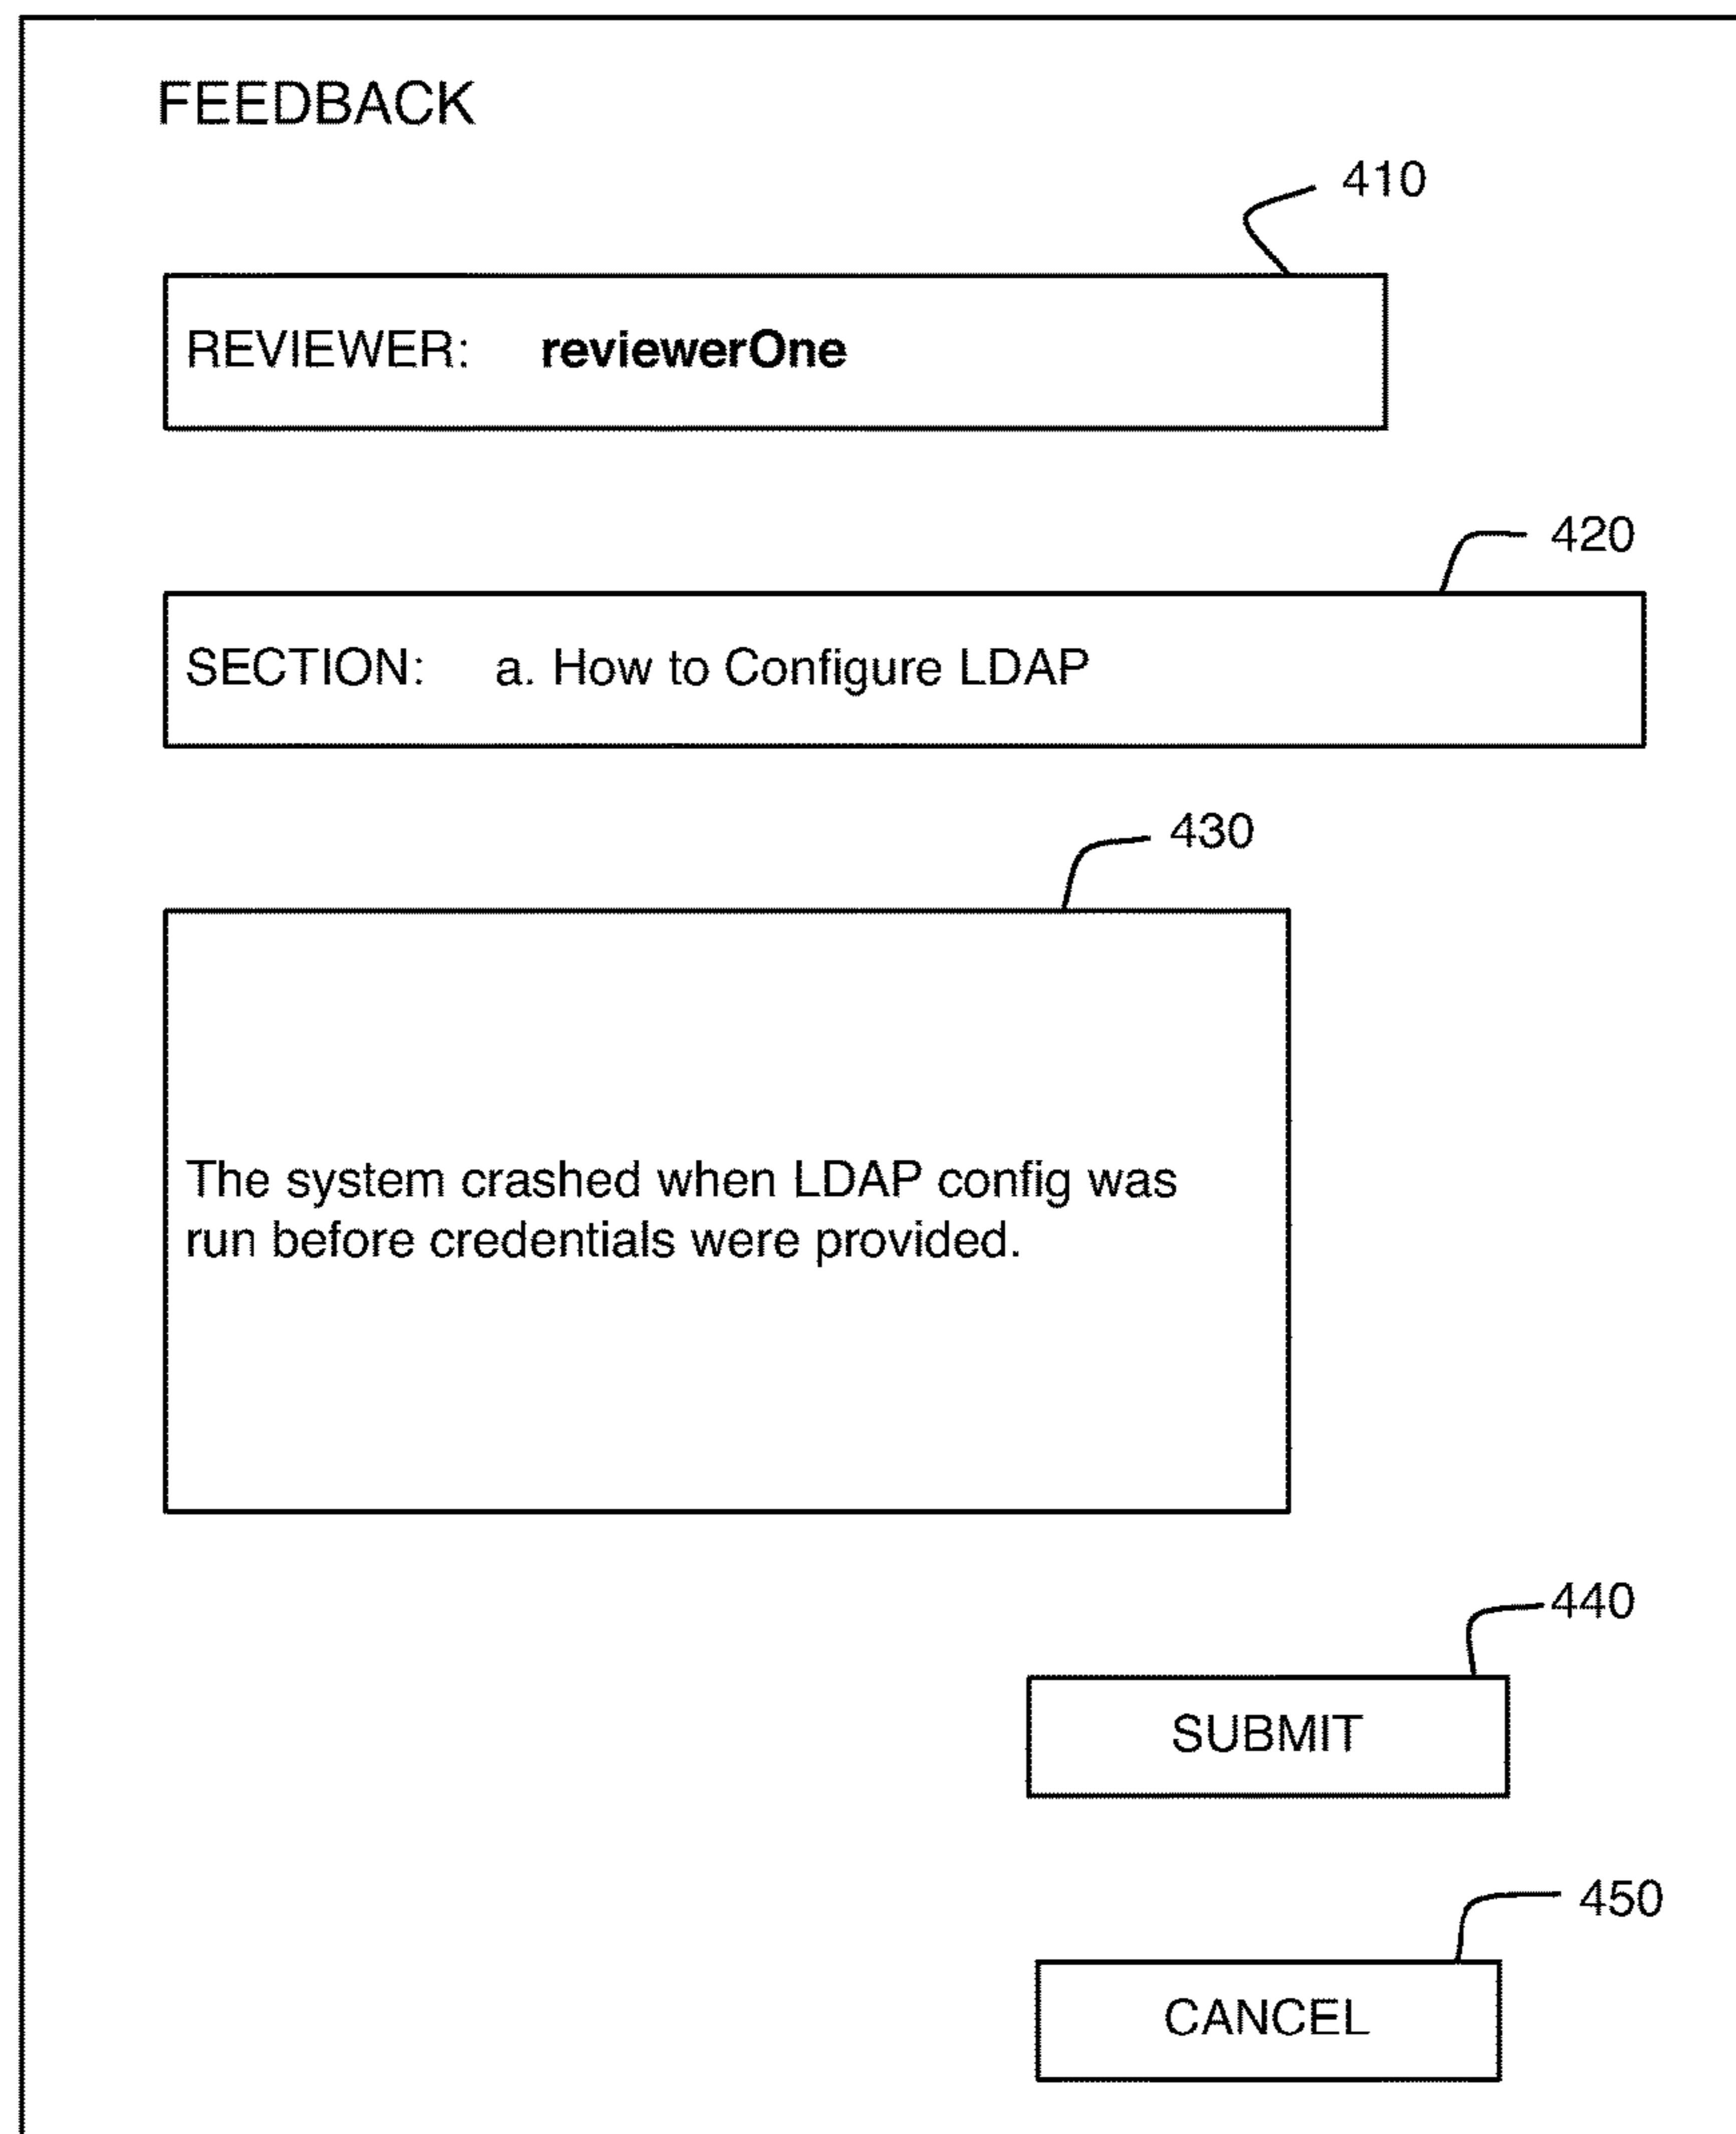 FEEDBACK
410
REVIEWER: reviewerOne
420
SECTION: a. How to Configure LDAP
430
The system crashed when LDAP config was
run before credentials were provided.
440
SUBMIT
450
CANCEL